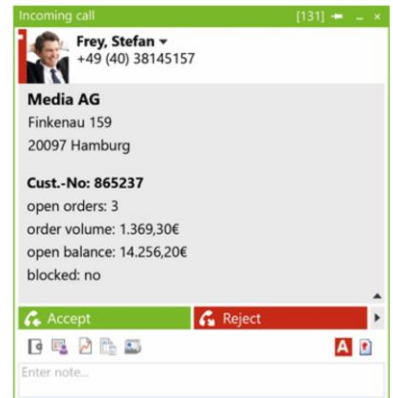 Incoming call [131]
Frey, Stefan
+49 (40) 38145157
Media AG
Finkenau 159
20097 Hamburg
Cust.-No: 865237
open orders: 3
order volume: 1.369,30€
open balance: 14.256,20€
blocked: no
Accept Reject
A
Enter note...